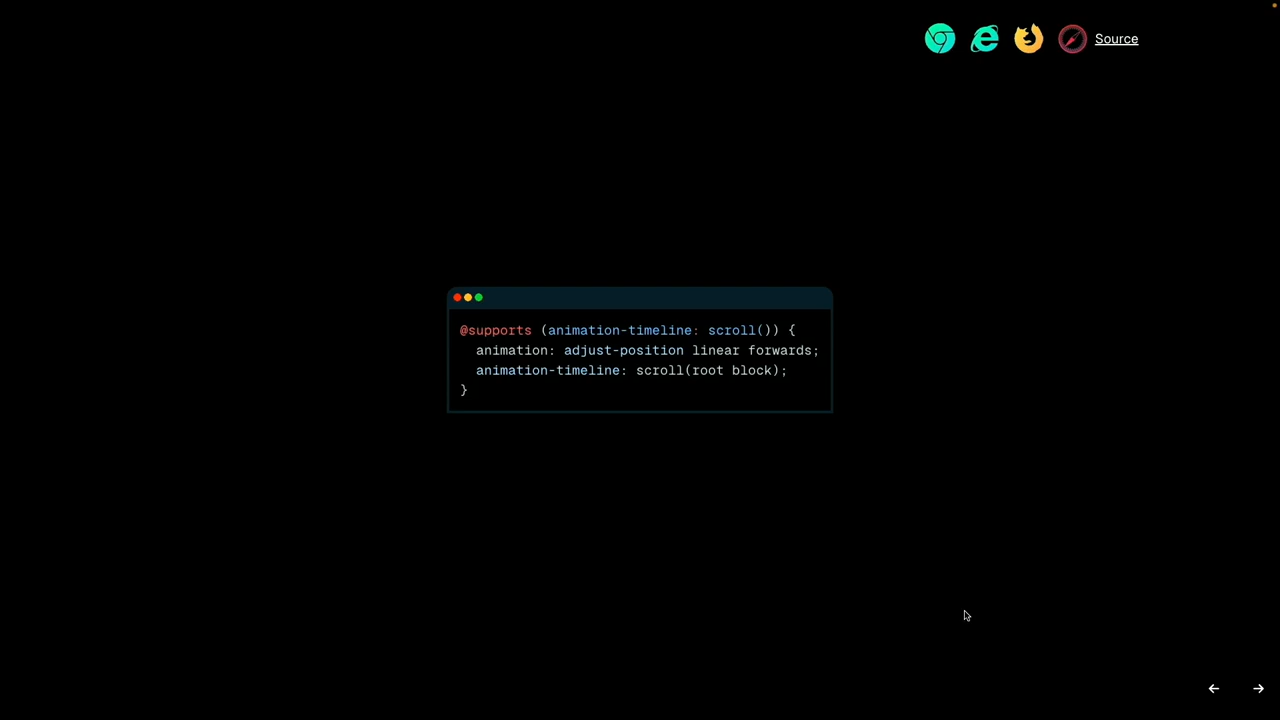 Source
@supports (animation-timeline: scroll()) {
  animation: adjust-position linear forwards;
  animation-timeline: scroll(root block);
}